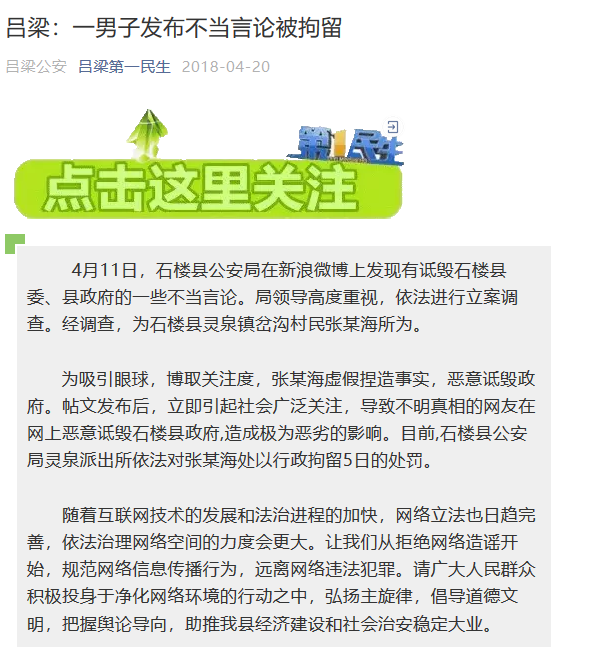 吕梁：一男子发布不当言论被拘留
吕梁公安 吕梁第一民生 2018-04-20
第1民生
点击这里关注
4月11日，石楼县公安局在新浪微博上发现有诋毁石楼县
委、县政府的一些不当言论。局领导高度重视，依法进行立案调
查。经调查，为石楼县灵泉镇岔沟村民张某海所为。
为吸引眼球，博取关注度，张某海虚假捏造事实，恶意诋毁政
府。帖文发布后，立即引起社会广泛关注，导致不明真相的网友在
网上恶意诋毁石楼县政府,造成极为恶劣的影响。目前,石楼县公安
局灵泉派出所依法对张某海处以行政拘留5日的处罚。
随着互联网技术的发展和法治进程的加快，网络立法也日趋完
善，依法治理网络空间的力度会更大。让我们从拒绝网络造谣开
始，规范网络信息传播行为，远离网络违法犯罪。请广大人民群众
积极投身于净化网络环境的行动之中，弘扬主旋律，倡导道德文
明，把握舆论导向，助推我县经济建设和社会治安稳定大业。